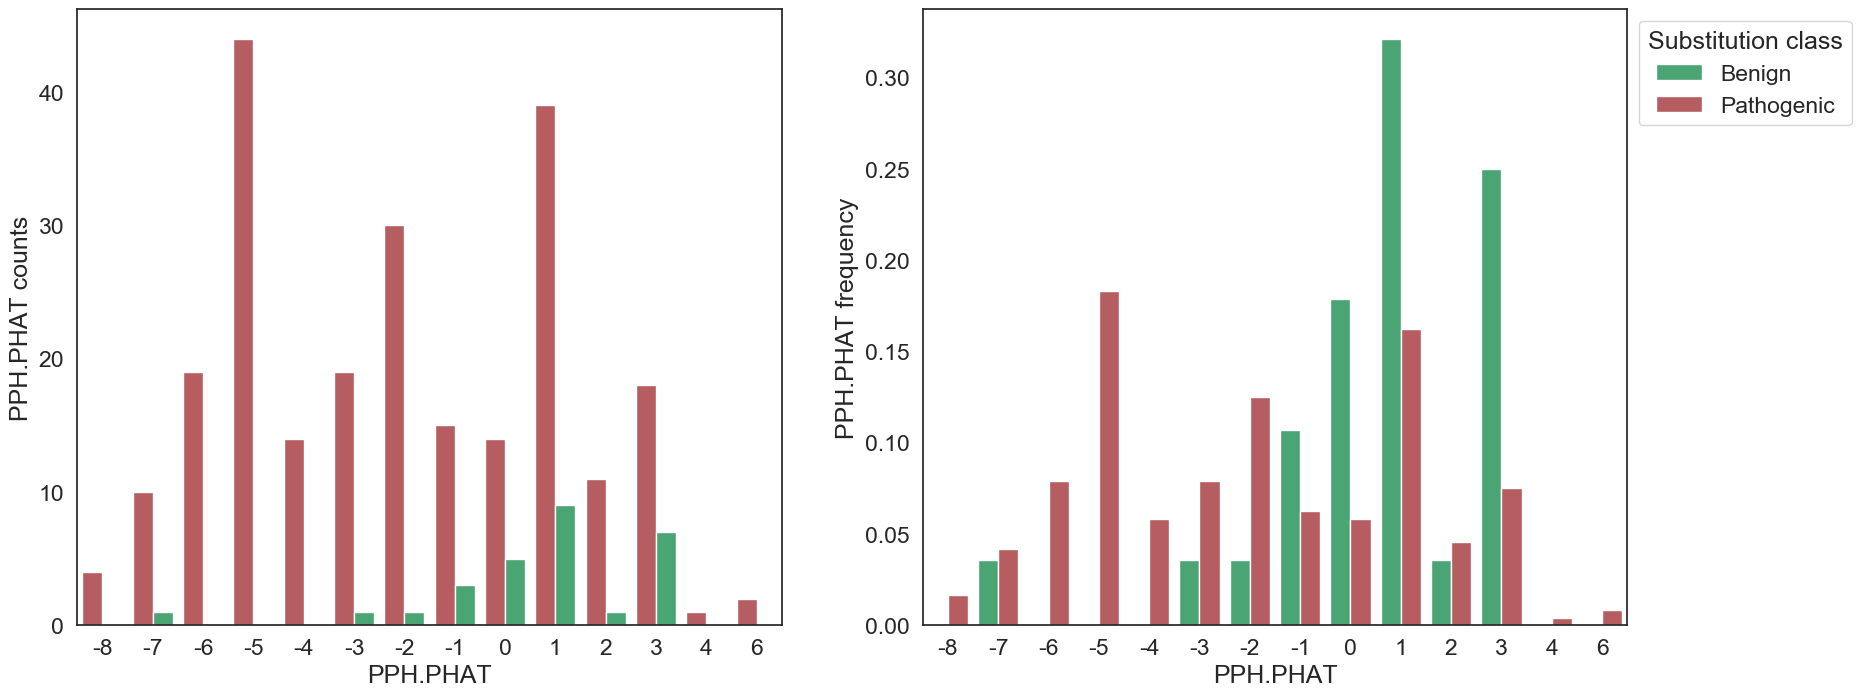 PPH.PHAT counts
40
30
20
10
0
-8 -7 -6 -5 -4 -3 -2 -1 0 1 2 3 4 6
PPH.PHAT
PPH.PHAT frequency
0.30
0.25
0.20
0.15
0.10
0.05
0.00
-8 -7 -6 -5 -4 -3 -2 -1 0 1 2 3 4 6
PPH.PHAT
Substitution class
Benign
Pathogenic